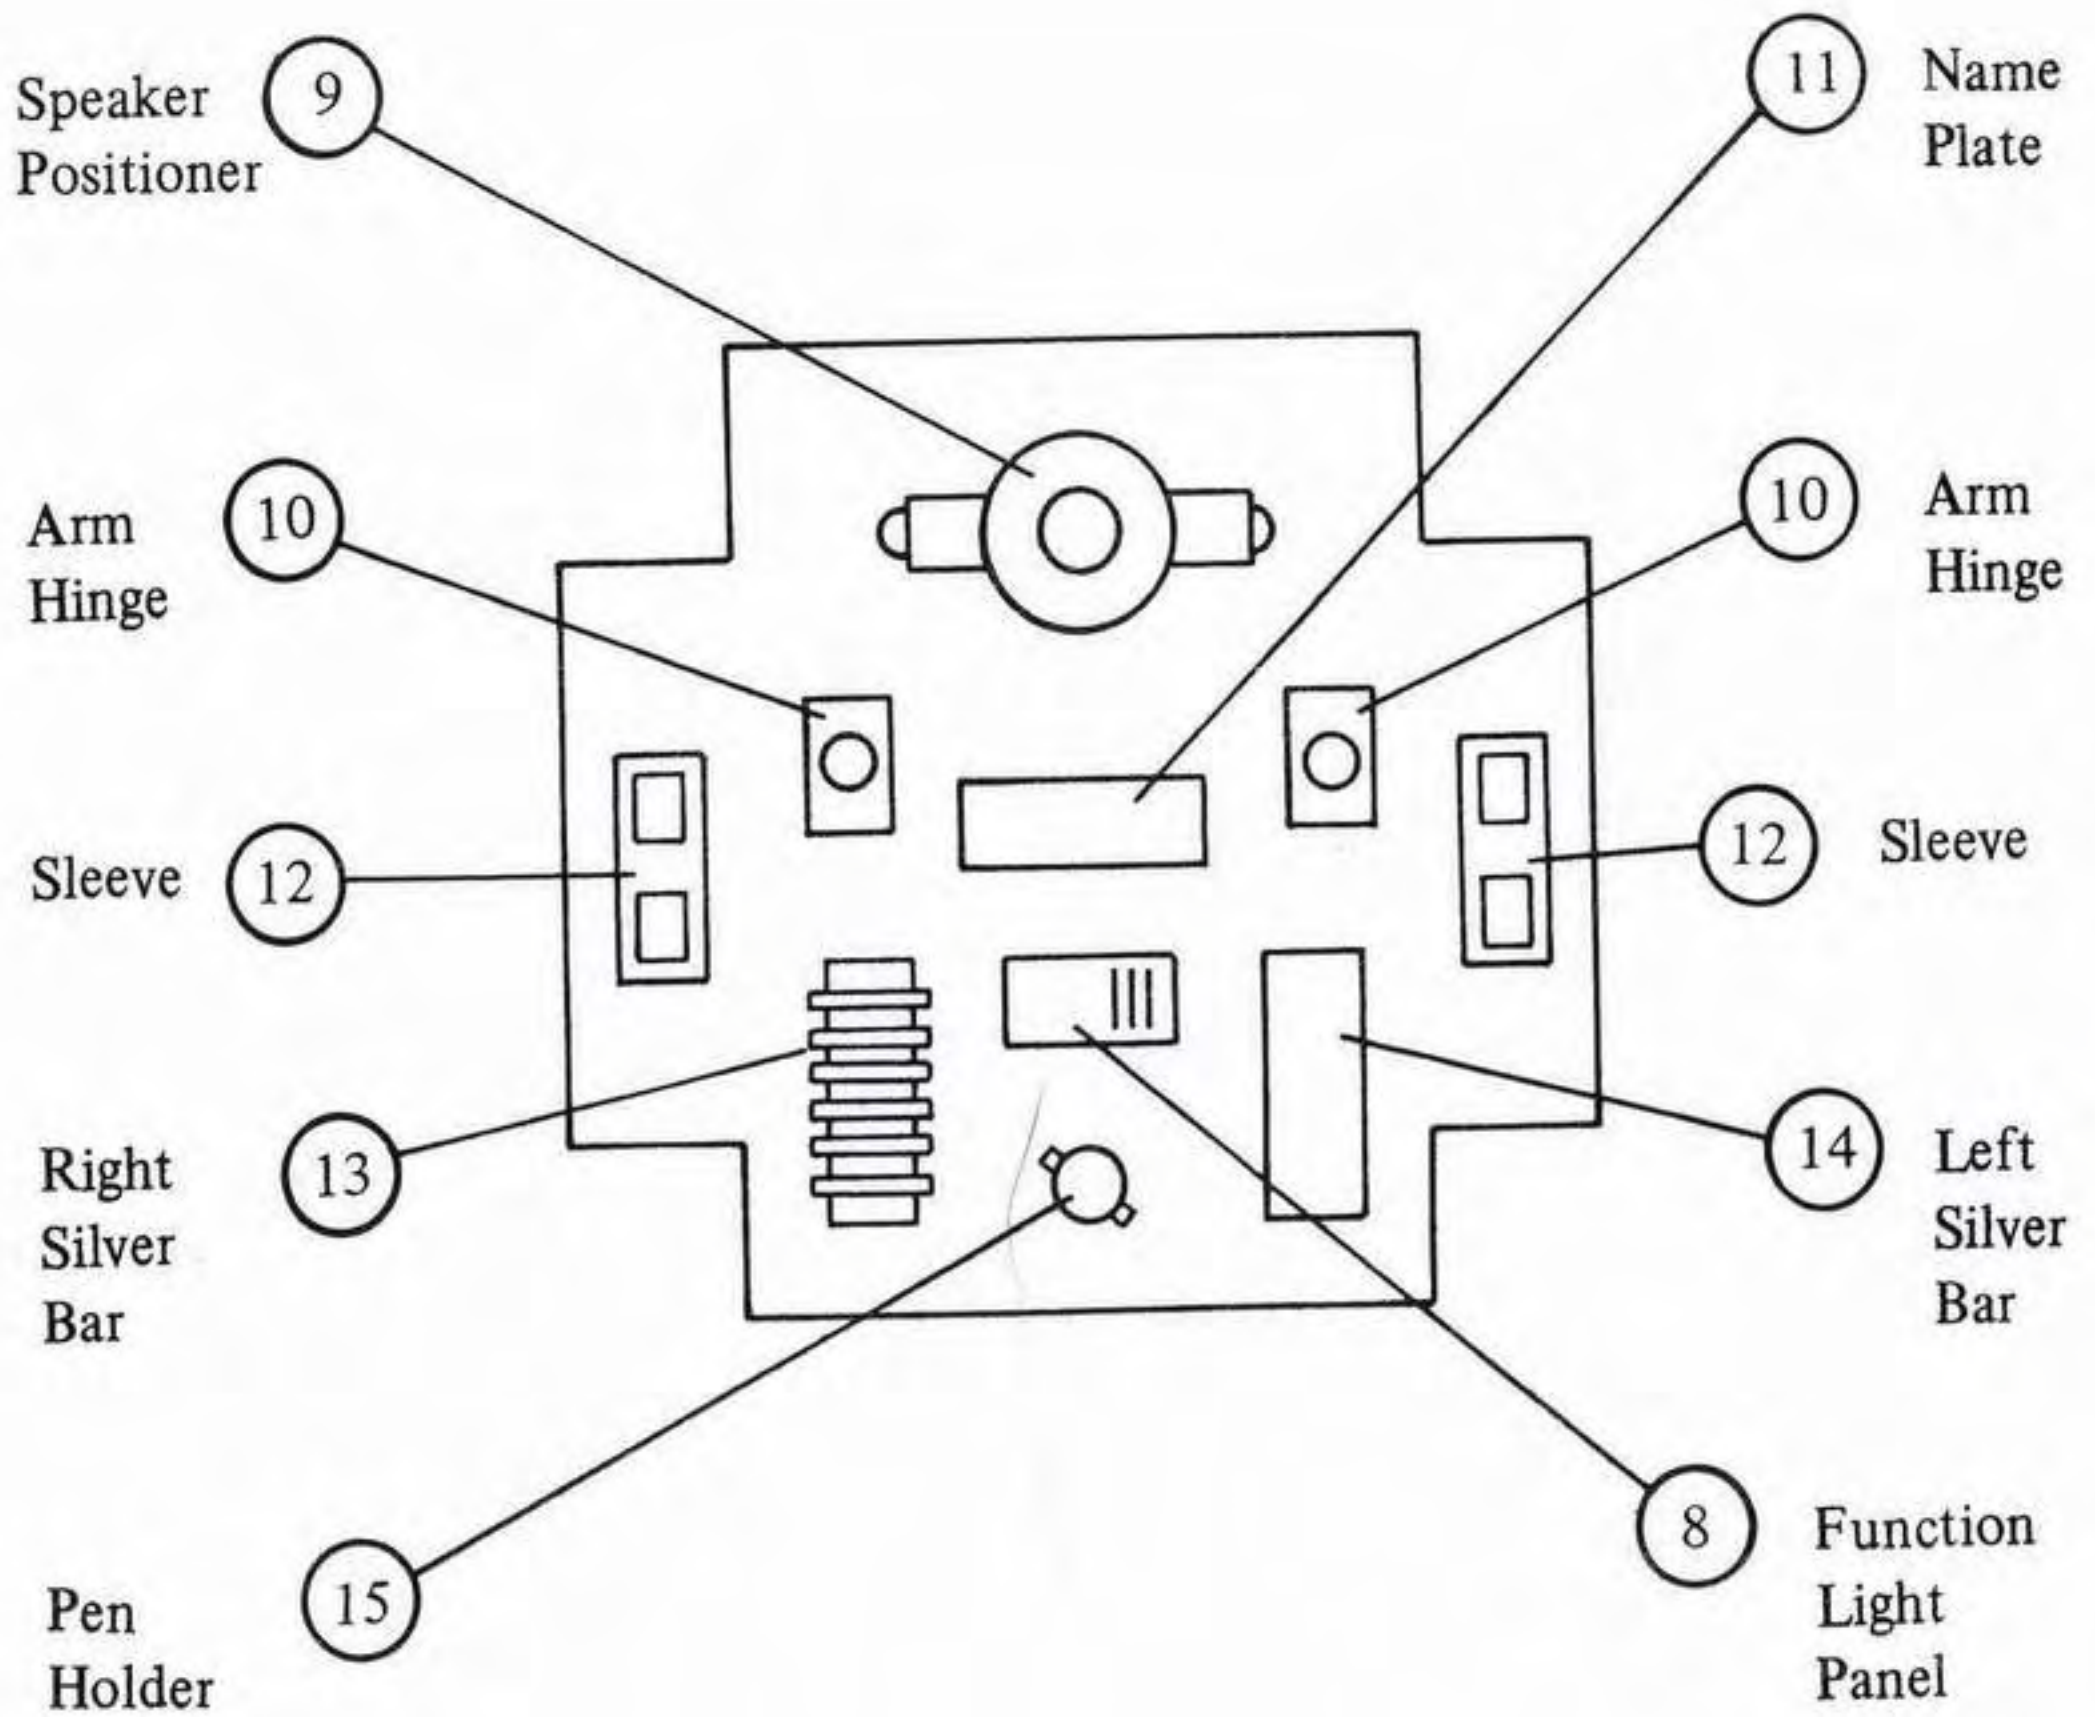 Speaker
Positioner
9
11
Name
Plate
Arm
Hinge
10
10
Arm
Hinge
Sleeve
12
12
Sleeve
Right
Silver
Bar
13
14
Left
Silver
Bar
Pen
Holder
15
8
Function
Light
Panel